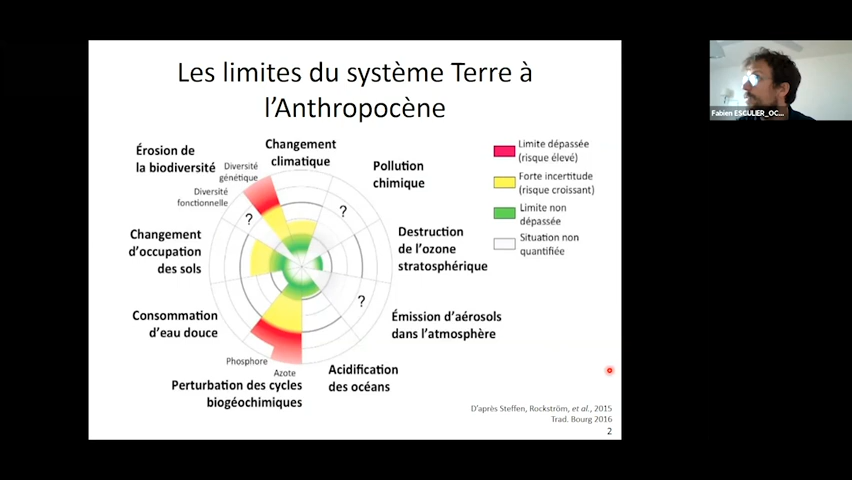 Les limites du système Terre à
l'Anthropocène
Érosion de
la biodiversité
Diversité
génétique
Diversité
fonctionnelle
Changement
climatique
Pollution
chimique
?
?
Changement
d'occupation
des sols
Destruction
de l'ozone
stratosphérique
?
Consommation
d'eau douce
Émission d'aérosols
dans l'atmosphère
Phosphore
Azote
Perturbation des cycles
biogéochimiques
Acidification
des océans
Limite dépassée
(risque élevé)
Forte incertitude
(risque croissant)
Limite non
dépassée
Situation non
quantifiée
D'après Steffen, Rockström, et al., 2015
Trad. Bourg 2016
2
Fabien ESCULIER_OC...